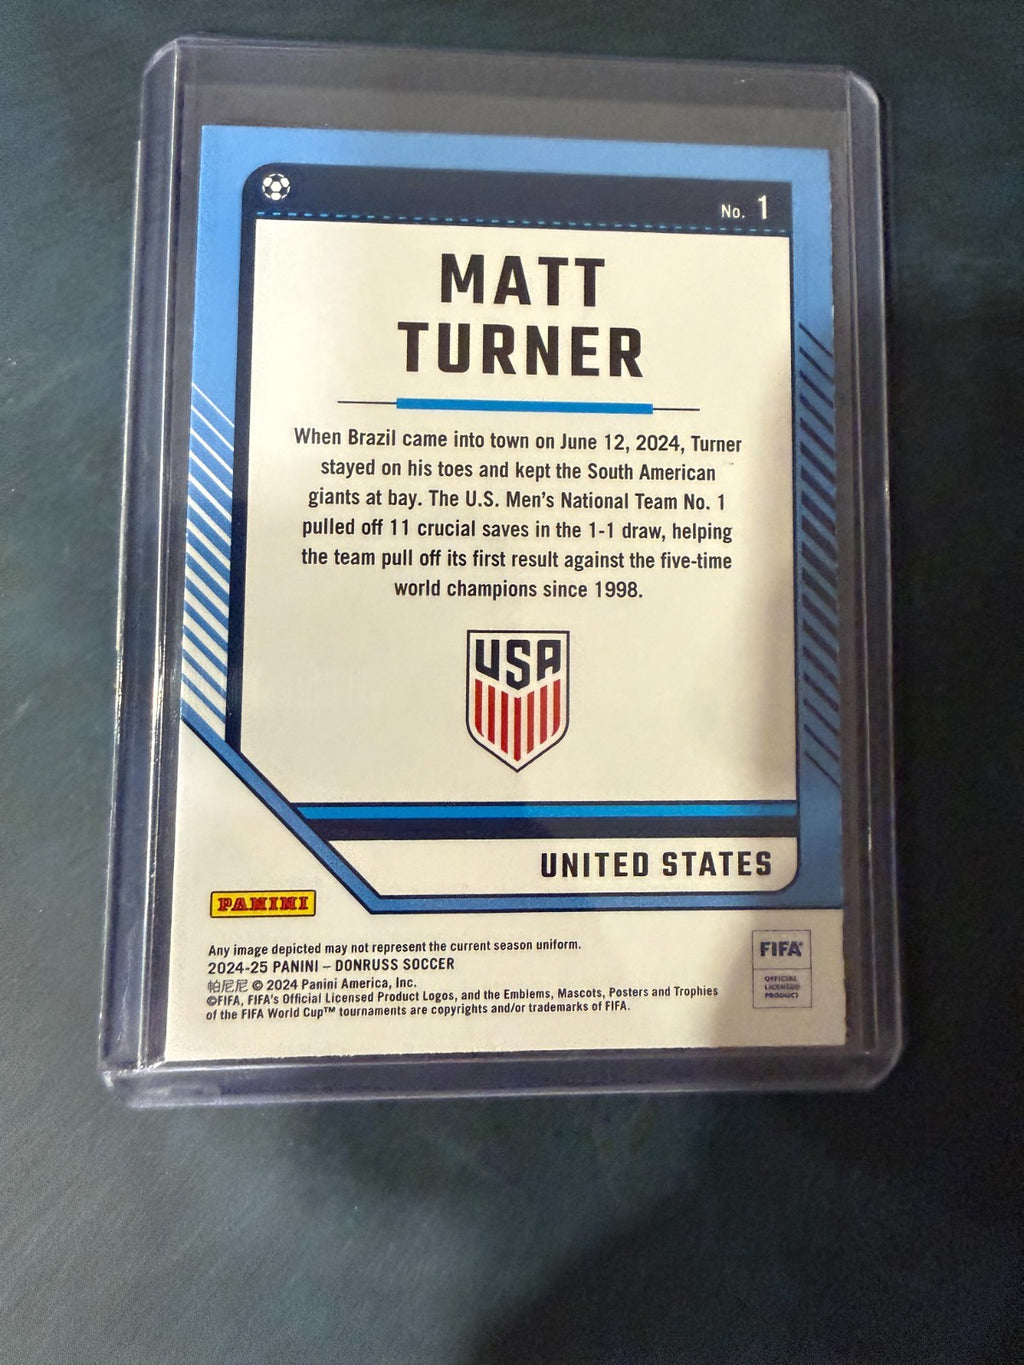 No. 1
MATT
TURNER
When Brazil came into town on June 12, 2024, Turner
stayed on his toes and kept the South American
giants at bay. The U.S. Men's National Team No. 1
pulled off 11 crucial saves in the 1-1 draw, helping
the team pull off its first result against the five-time
world champions since 1998.
USA
UNITED STATES
PANINI
Any image depicted may not represent the current season uniform.
2024-25 PANINI – DONRUSS SOCCER
帕尼尼 © 2024 Panini America, Inc.
©FIFA, FIFA's Official Licensed Product Logos, and the Emblems, Mascots, Posters and Trophies
of the FIFA World Cup™ tournaments are copyrights and/or trademarks of FIFA.
FIFA®
OFFICIAL
LICENSED
PRODUCT